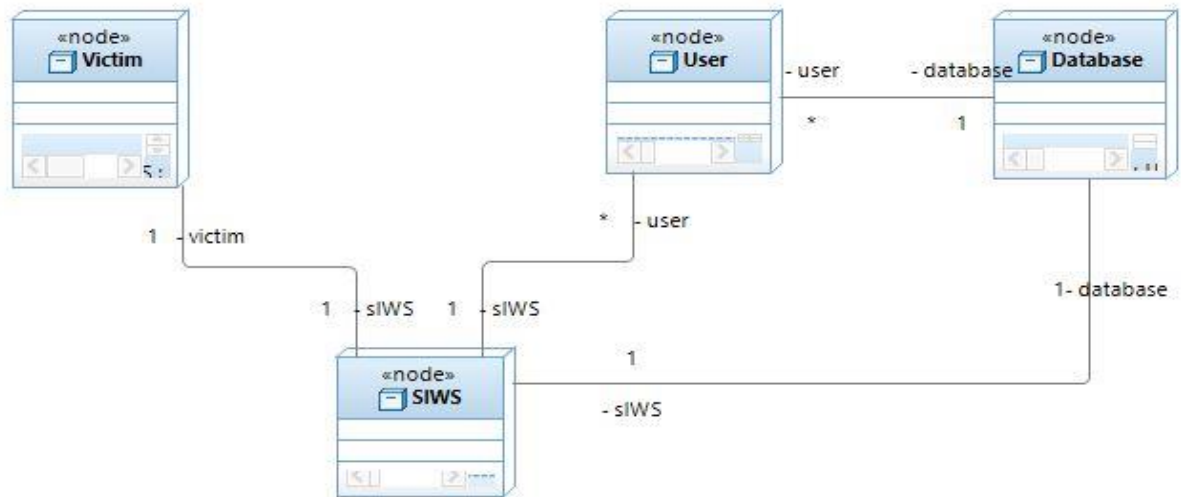 «node»
Victim
«node»
User
«node»
Database
- user
- database
*
1
1
- victim
*
- user
1
- sIWS
1
- sIWS
1- database
«node»
SIWS
1
- sIWS